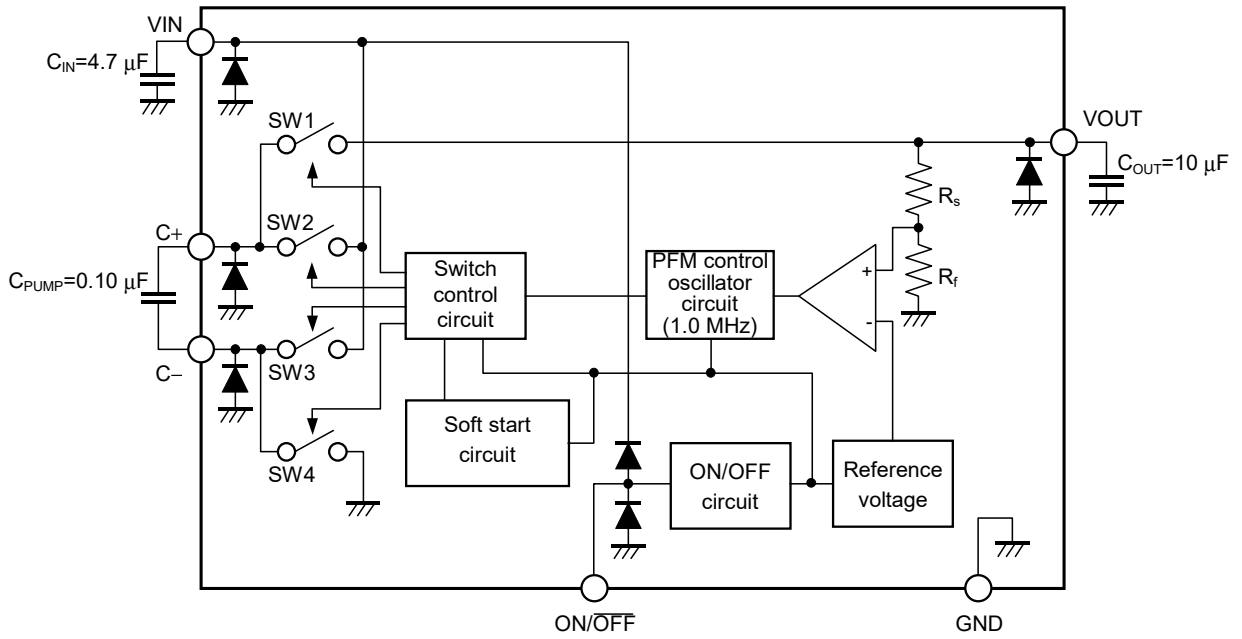 VIN
CIN=4.7 μF
SW1
VOUT
COUT=10 μF
Rs
C+
SW2
Switch
control
circuit
PFM control
oscillator
circuit
(1.0 MHz)
+
-
Rf
CPUMP=0.10 μF
C−
SW3
SW4
Soft start
circuit
ON/OFF
circuit
Reference
voltage
ON/OFF
GND